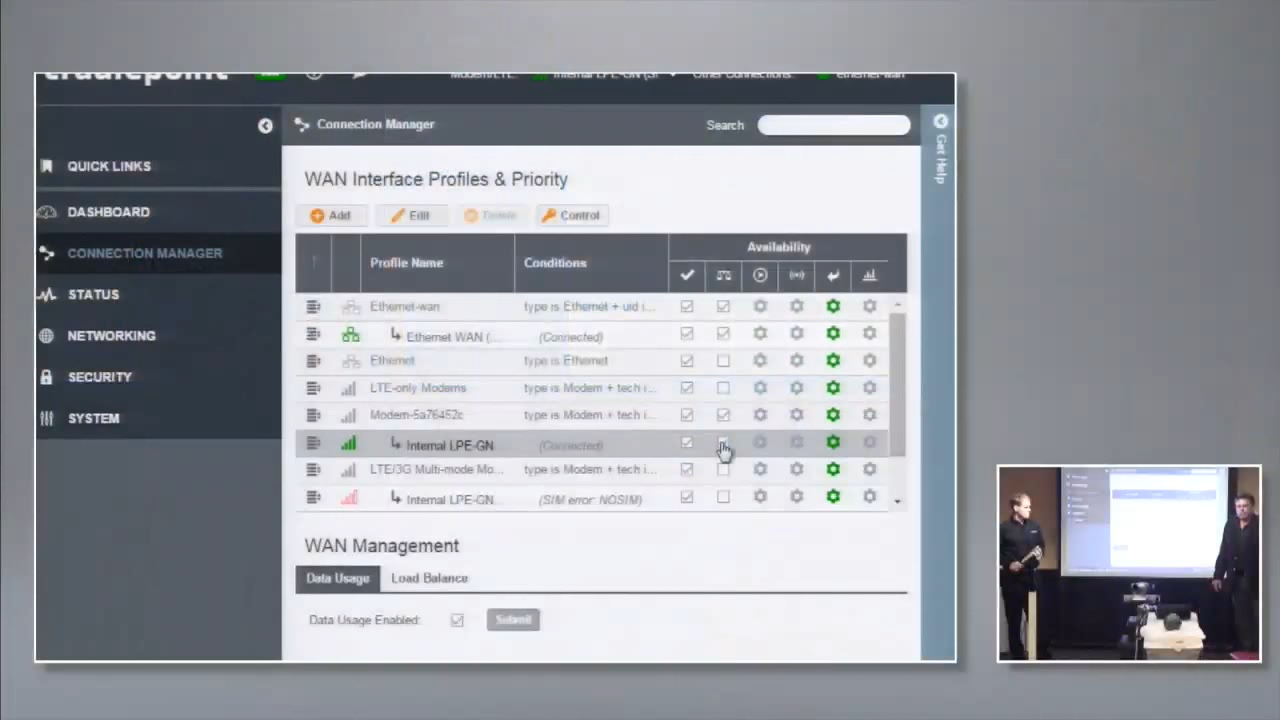 cradlepoint
Modem/LTE: Internal LPE-GN (SI Other Connections: ethernet-wan
Connection Manager Search
Get Help
QUICK LINKS
DASHBOARD
CONNECTION MANAGER
STATUS
NETWORKING
SECURITY
SYSTEM
WAN Interface Profiles & Priority
Add Edit Delete Control
Profile Name Conditions Availability
Ethernet-wan type is Ethernet + uid i...
Ethernet WAN (... (Connected)
Ethernet type is Ethernet
LTE-only Modems type is Modem + tech i...
Modem-5a76452c type is Modem + tech i...
Internal LPE-GN (Connected)
LTE/3G Multi-mode Mo... type is Modem + tech i...
Internal LPE-GN (SIM error: NOSIM)
WAN Management
Data Usage Load Balance
Data Usage Enabled: Submit